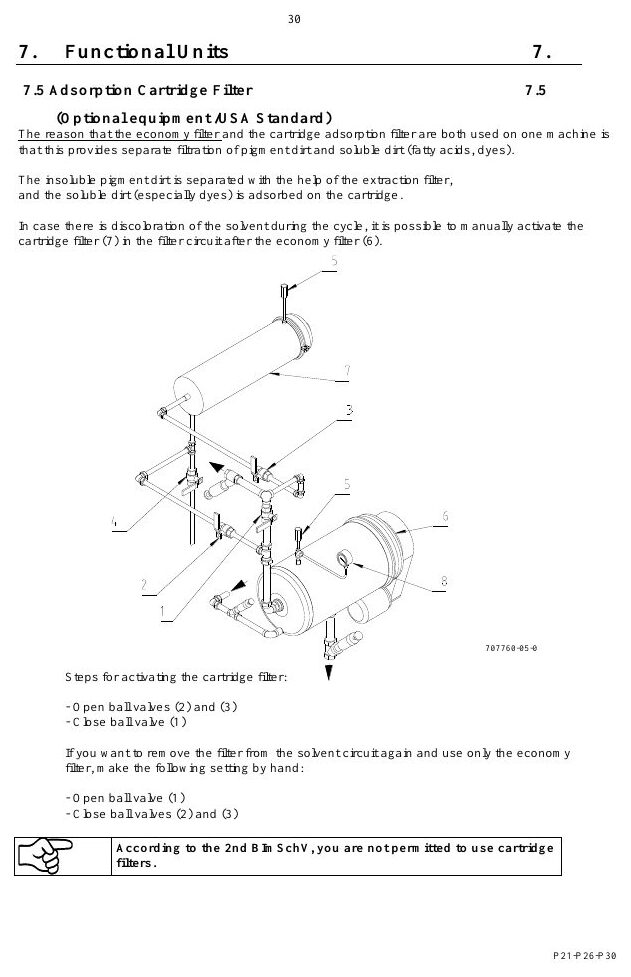 30
7. Functional Units 7.
7.5 Adsorption Cartridge Filter 7.5
(Optional equipment/USA Standard)
The reason that the economy filter and the cartridge adsorption filter are both used on one machine is
that this provides separate filtration of pigment dirt and soluble dirt (fatty acids, dyes).
The insoluble pigment dirt is separated with the help of the extraction filter,
and the soluble dirt (especially dyes) is adsorbed on the cartridge.
In case there is discoloration of the solvent during the cycle, it is possible to manually activate the
cartridge filter (7) in the filter circuit after the economy filter (6).
5
7
3
5
4
6
2
8
1
707760-05-0
Steps for activating the cartridge filter:
- Open ball valves (2) and (3)
- Close ball valve (1)
If you want to remove the filter from the solvent circuit again and use only the economy
filter, make the following setting by hand:
- Open ball valve (1)
- Close ball valves (2) and (3)
According to the 2nd BlmSchV, you are not permitted to use cartridge
filters.
P21-P26-P30